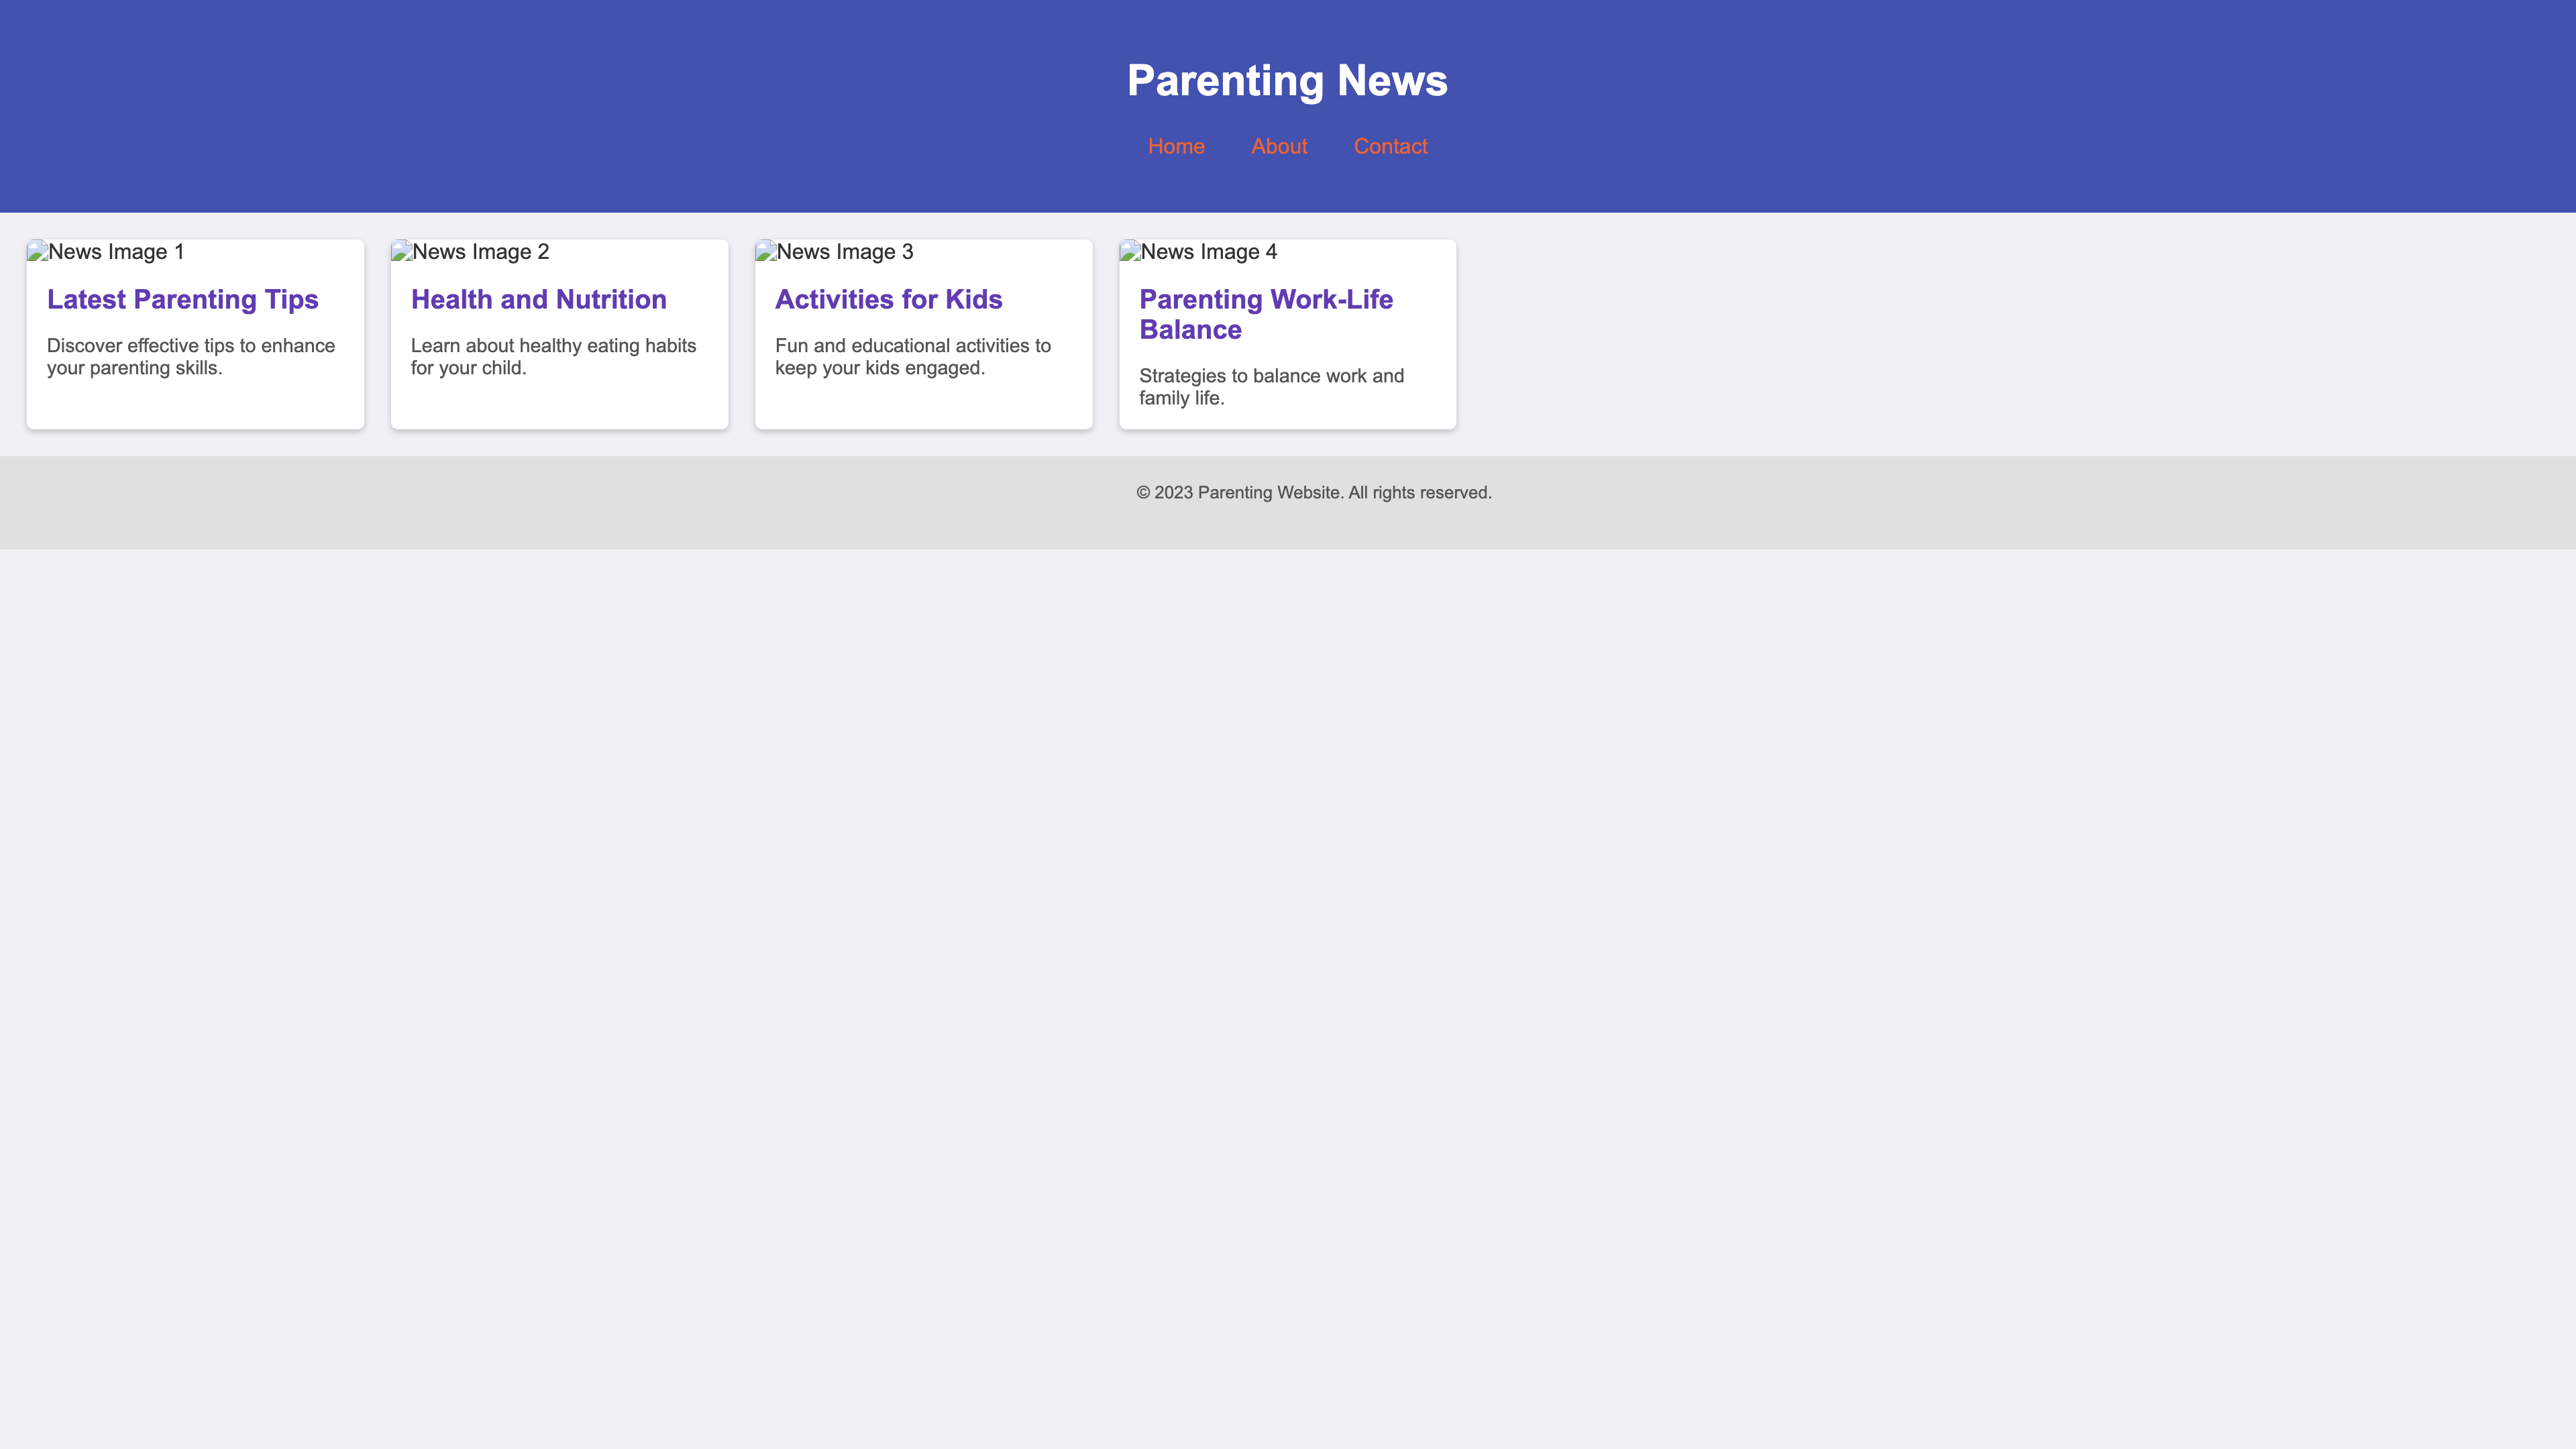 Parenting News
Home About Contact
News Image 1
Latest Parenting Tips
Discover effective tips to enhance
your parenting skills.
News Image 2
Health and Nutrition
Learn about healthy eating habits
for your child.
News Image 3
Activities for Kids
Fun and educational activities to
keep your kids engaged.
News Image 4
Parenting Work-Life
Balance
Strategies to balance work and
family life.
© 2023 Parenting Website. All rights reserved.